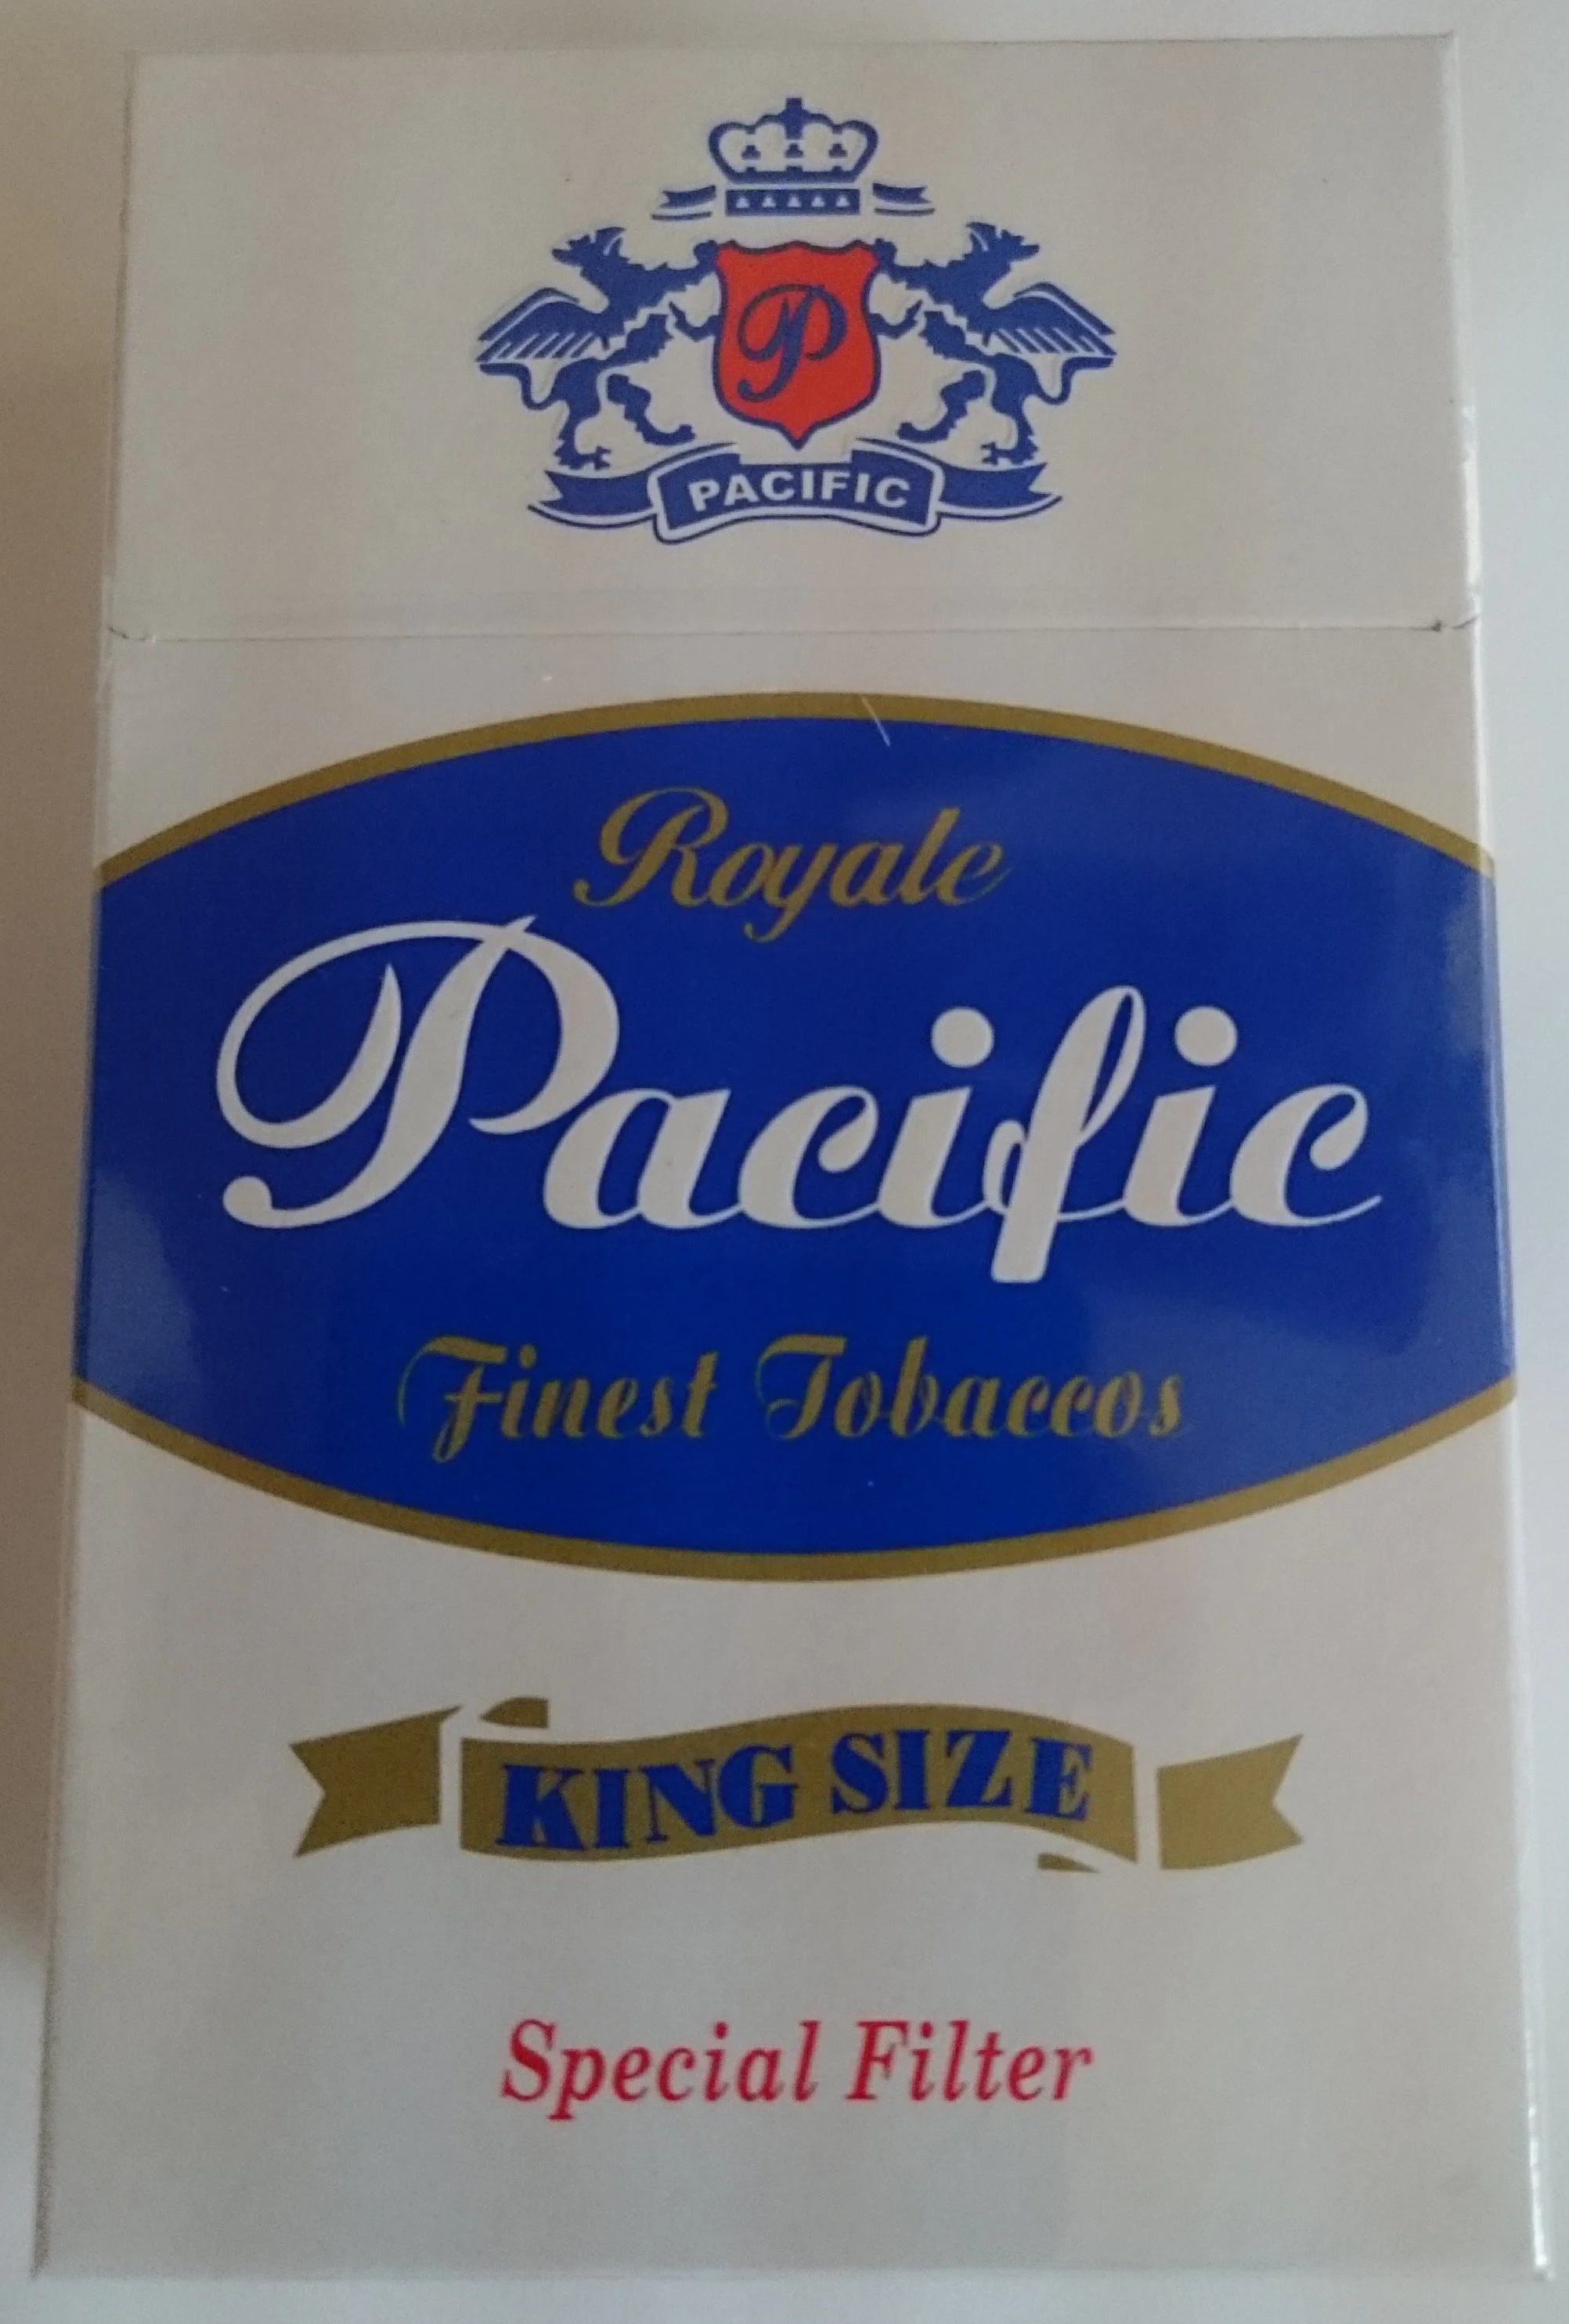 P
PACIFIC
Royale
Pacific
Finest Tobaccos
KING SIZE
Special Filter